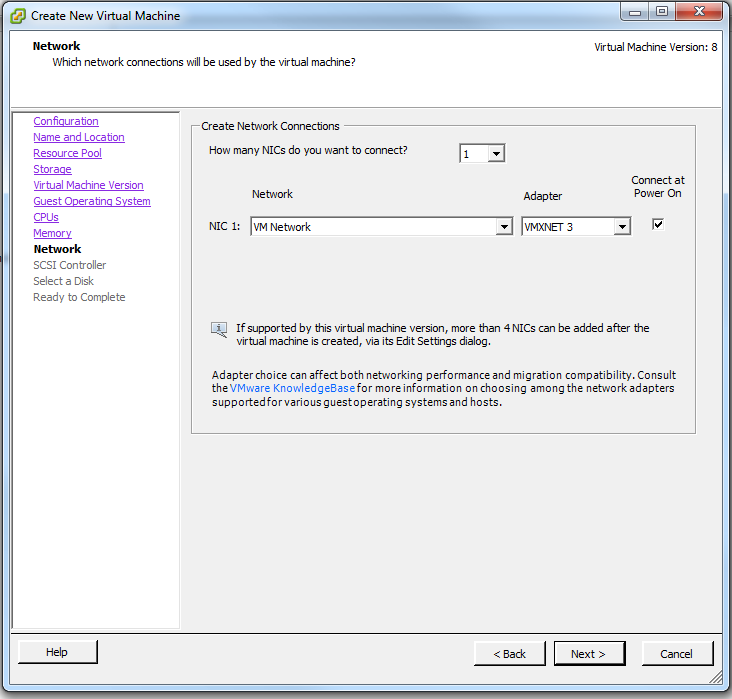 Create New Virtual Machine
Network
Which network connections will be used by the virtual machine?
Virtual Machine Version: 8
Configuration
Name and Location
Resource Pool
Storage
Virtual Machine Version
Guest Operating System
CPUs
Memory
Network
SCSI Controller
Select a Disk
Ready to Complete
Create Network Connections
How many NICs do you want to connect?
1
Network
Adapter
Connect at
Power On
NIC 1:
VM Network
VMXNET 3
If supported by this virtual machine version, more than 4 NICs can be added after the
virtual machine is created, via its Edit Settings dialog.
Adapter choice can affect both networking performance and migration compatibility. Consult
the VMware KnowledgeBase for more information on choosing among the network adapters
supported for various guest operating systems and hosts.
Help
< Back
Next >
Cancel